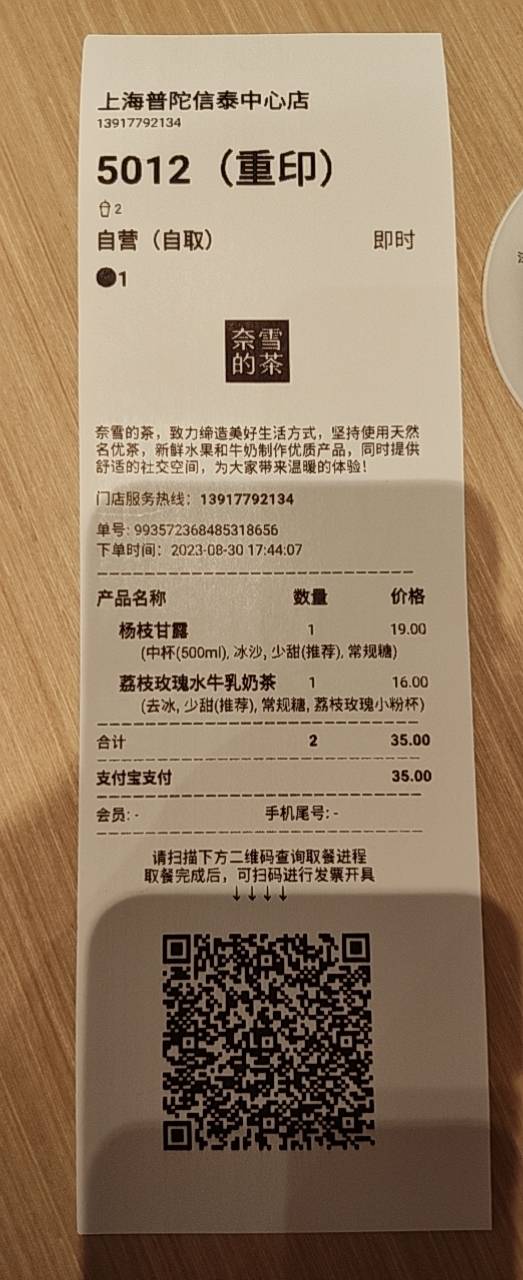 上海普陀信泰中心店
13917792134
5012（重印）
2
自营（自取） 即时
1
奈雪
的茶
奈雪的茶，致力缔造美好生活方式，坚持使用天然
名优茶，新鲜水果和牛奶制作优质产品，同时提供
舒适的社交空间，为大家带来温暖的体验！
门店服务热线：13917792134
单号: 993572368485318656
下单时间：2023-08-30 17:44:07
产品名称 数量 价格
杨枝甘露 1 19.00
(中杯(500ml), 冰沙, 少甜(推荐), 常规糖)
荔枝玫瑰水牛乳奶茶 1 16.00
(去冰, 少甜(推荐), 常规糖, 荔枝玫瑰小粉杯)
合计 2 35.00
支付宝支付 35.00
会员: - 手机尾号: -
请扫描下方二维码查询取餐进程
取餐完成后，可扫码进行发票开具
↓↓↓↓